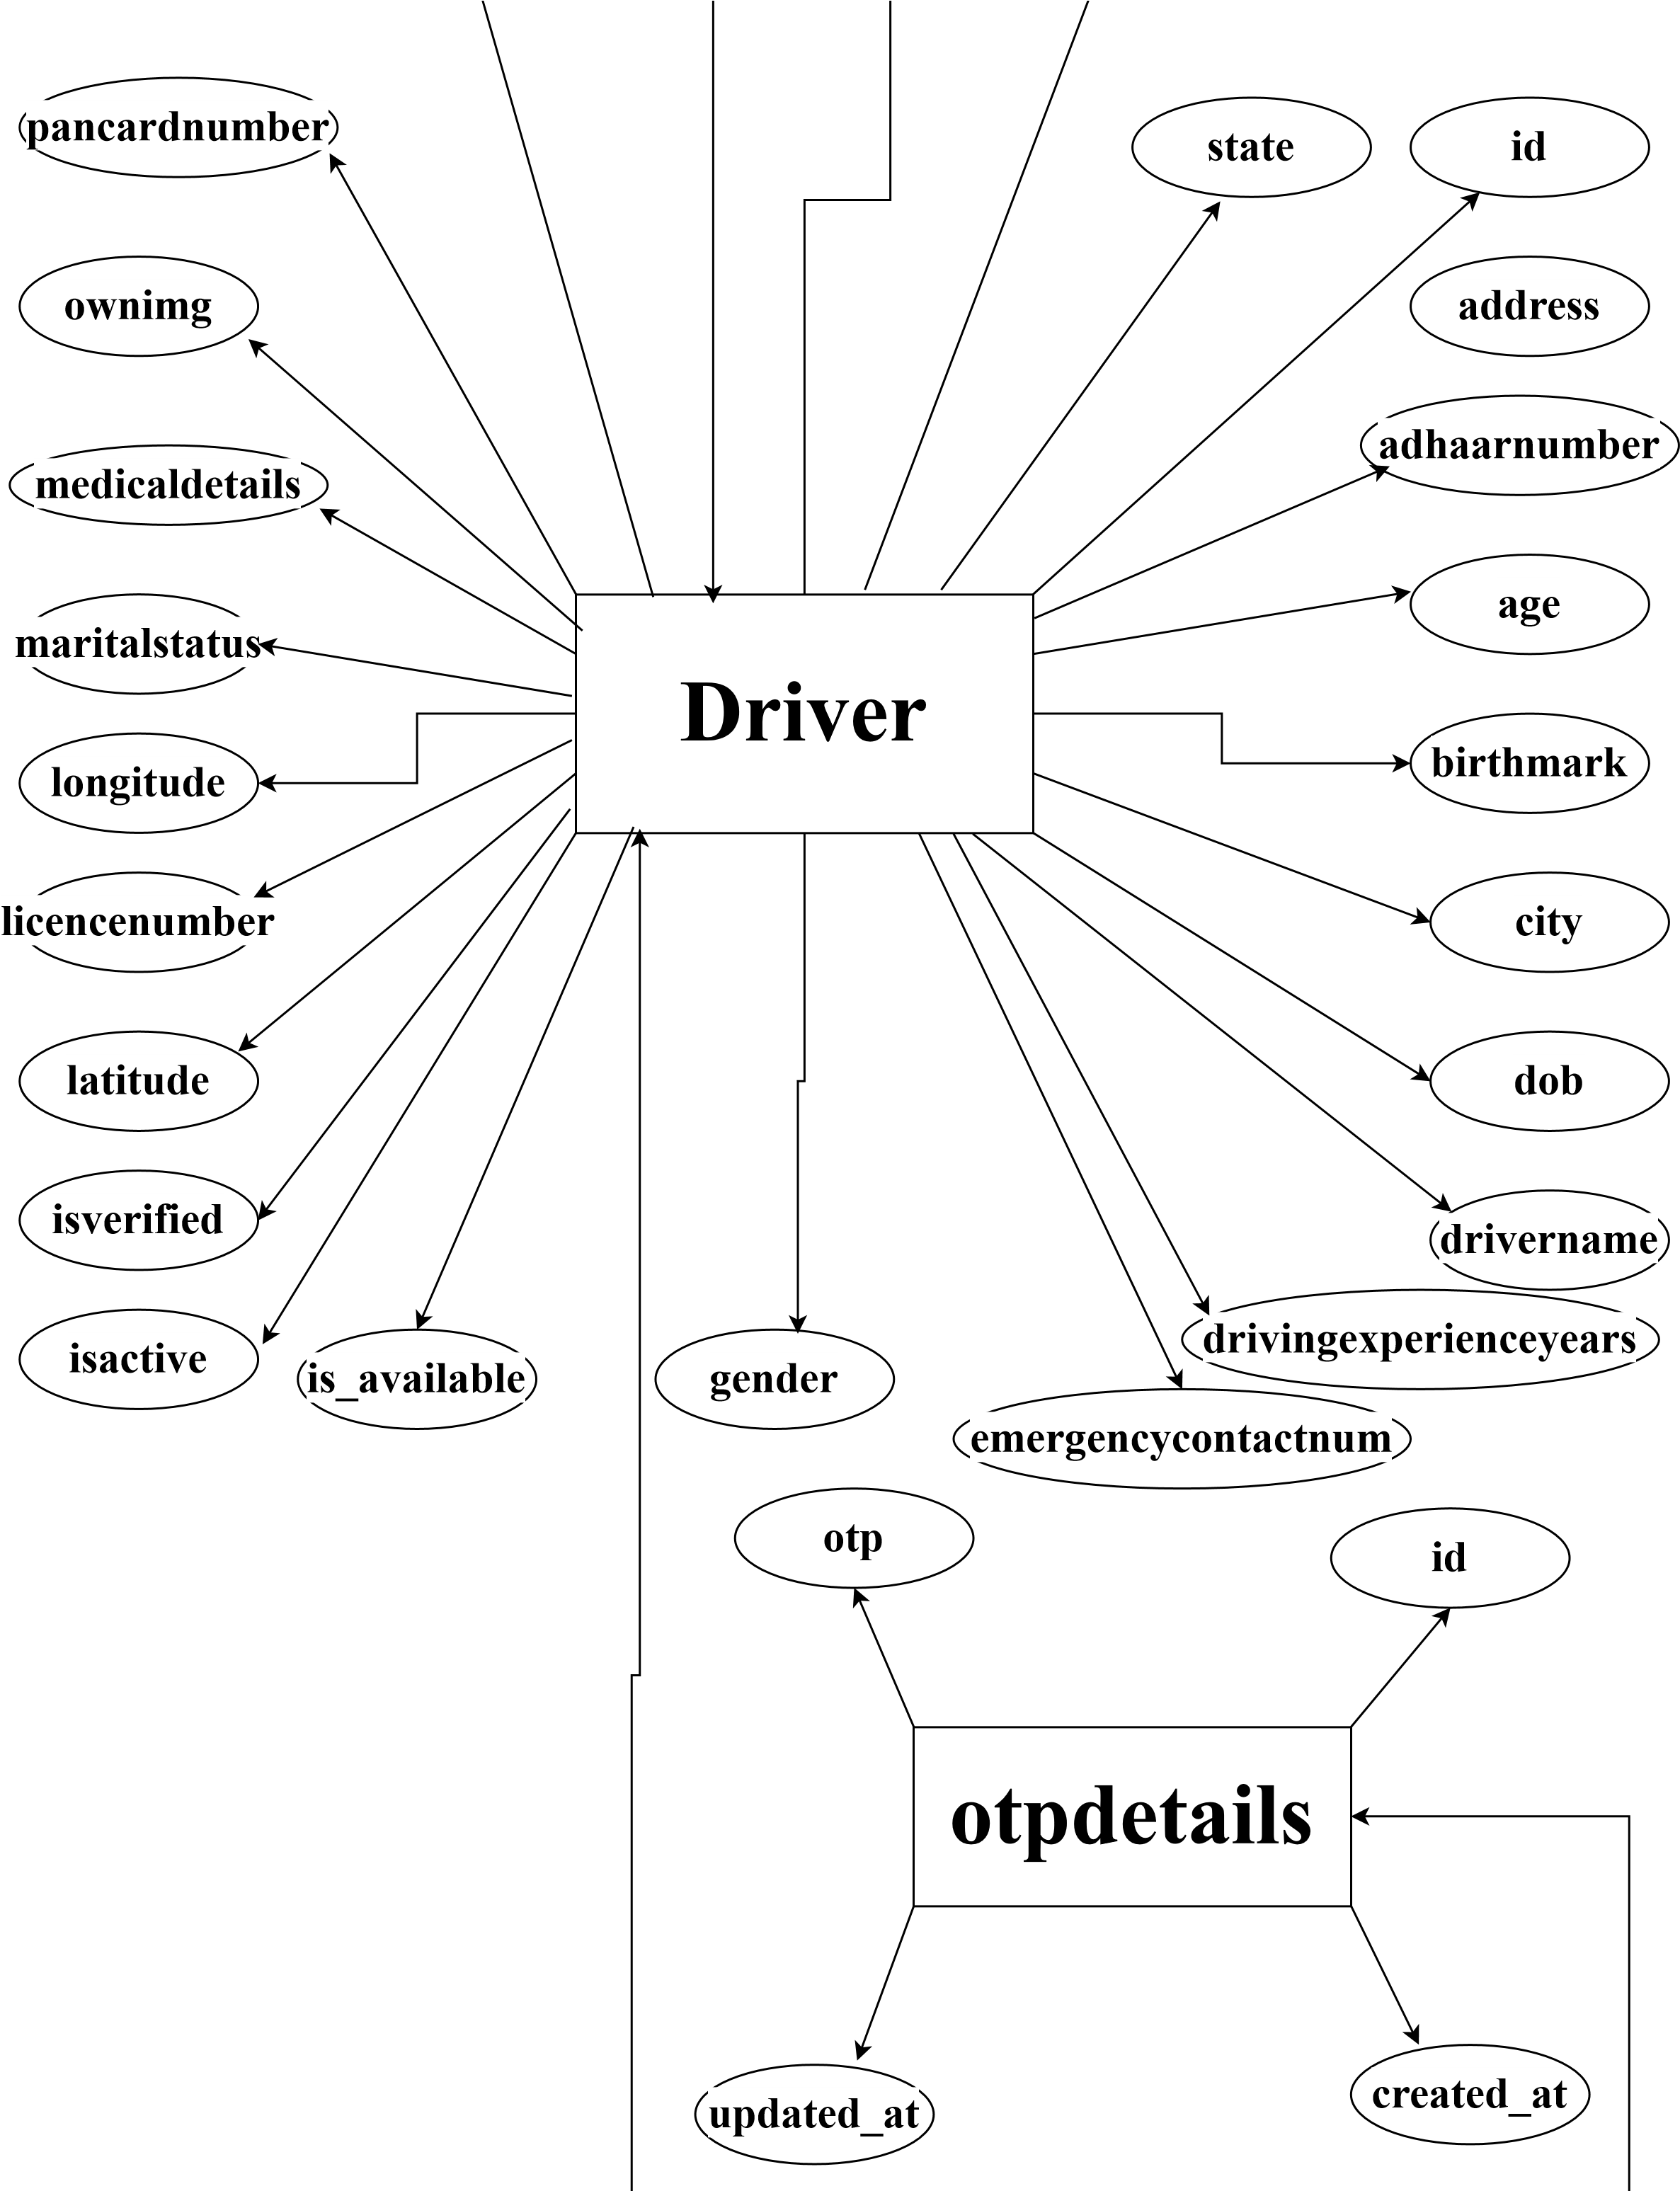 pancardnumber
state
id
ownimg
address
adhaarnumber
medicaldetails
age
maritalstatus
Driver
longitude
birthmark
licencenumber
city
latitude
dob
isverified
drivername
isactive
is_available
gender
drivingexperienceyears
emergencycontactnum
otp
id
otpdetails
updated_at
created_at